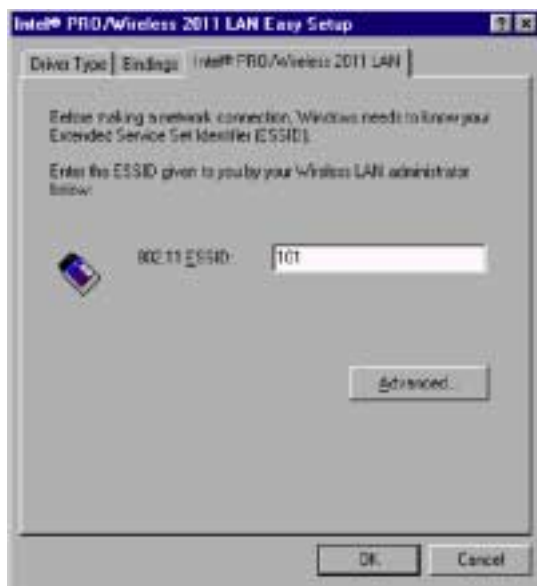 Intel® PRO/Wireless 2011 LAN Easy Setup
Driver Type
Bindings
Intel® PRO/Wireless 2011 LAN
Before making a network connection, Windows needs to know your
Extended Service Set Identifier (ESSID).
Enter the ESSID given to you by your Wireless LAN administrator
below:
802.11 ESSID:
101
Advanced...
OK
Cancel